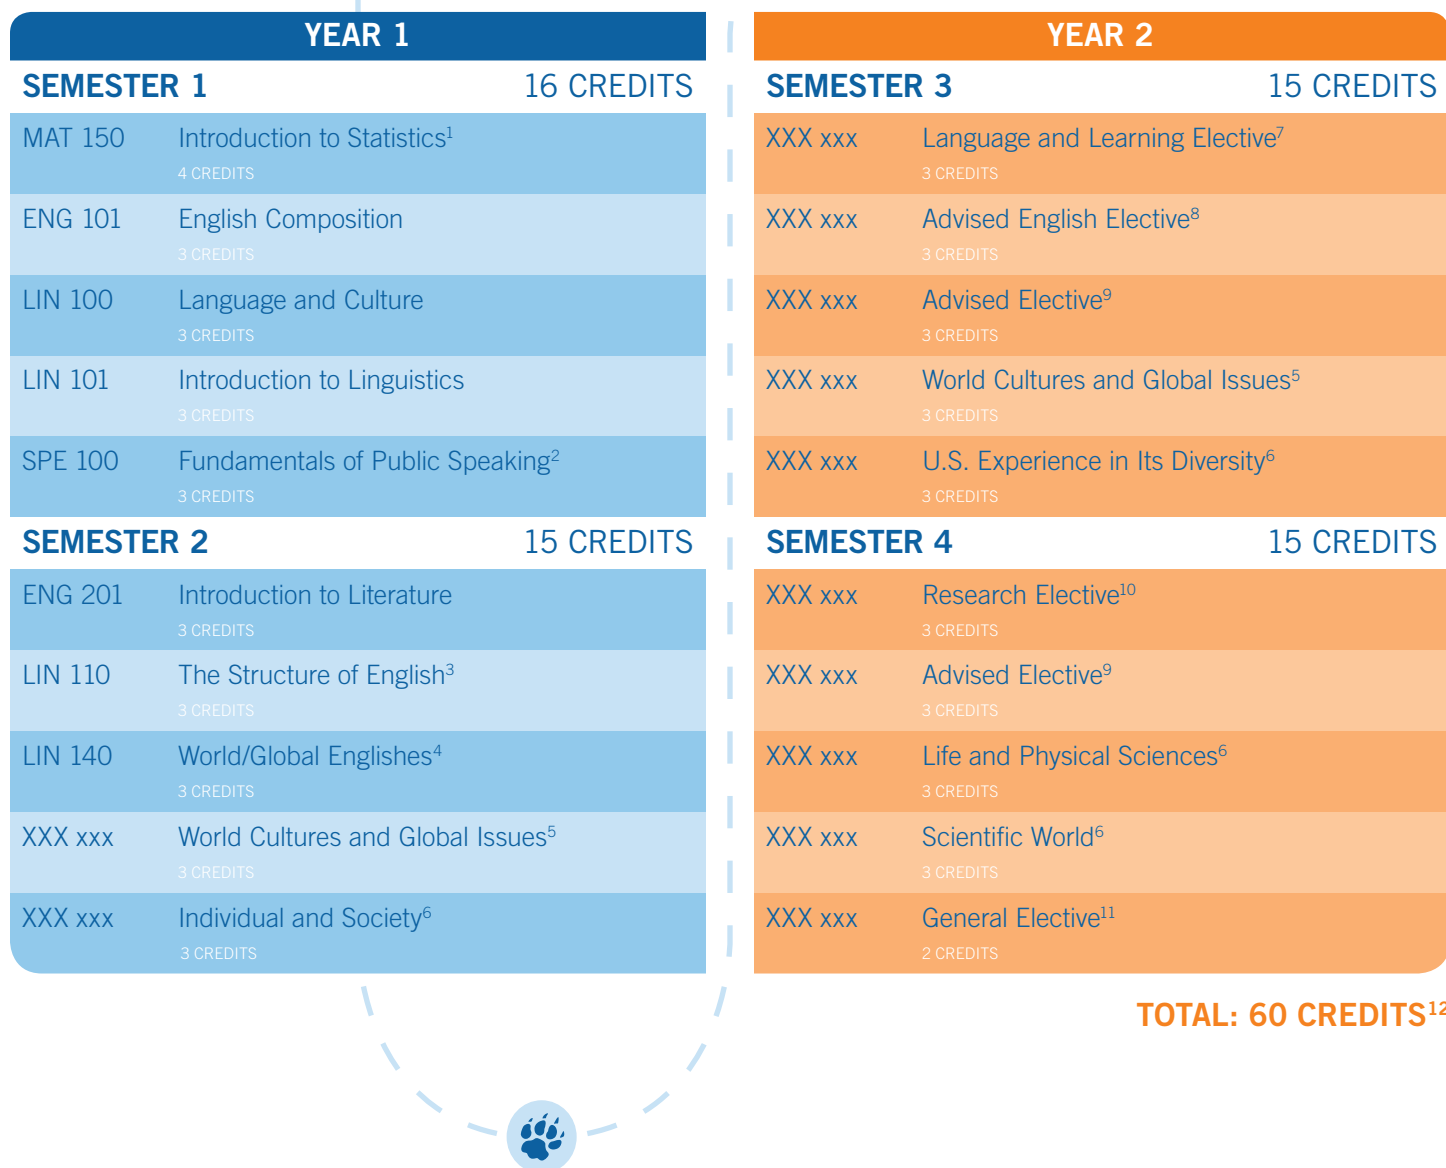 YEAR 1
SEMESTER 1 16 CREDITS
MAT 150 Introduction to Statistics¹
4 CREDITS
ENG 101 English Composition
3 CREDITS
LIN 100 Language and Culture
3 CREDITS
LIN 101 Introduction to Linguistics
3 CREDITS
SPE 100 Fundamentals of Public Speaking²
3 CREDITS
SEMESTER 2 15 CREDITS
ENG 201 Introduction to Literature
3 CREDITS
LIN 110 The Structure of English³
3 CREDITS
LIN 140 World/Global Englishes⁴
3 CREDITS
XXX xxx World Cultures and Global Issues⁵
3 CREDITS
XXX xxx Individual and Society⁶
3 CREDITS
YEAR 2
SEMESTER 3 15 CREDITS
XXX xxx Language and Learning Elective⁷
3 CREDITS
XXX xxx Advised English Elective⁸
3 CREDITS
XXX xxx Advised Elective⁹
3 CREDITS
XXX xxx World Cultures and Global Issues⁵
3 CREDITS
XXX xxx U.S. Experience in Its Diversity⁶
3 CREDITS
SEMESTER 4 15 CREDITS
XXX xxx Research Elective¹⁰
3 CREDITS
XXX xxx Advised Elective⁹
3 CREDITS
XXX xxx Life and Physical Sciences⁶
3 CREDITS
XXX xxx Scientific World⁶
3 CREDITS
XXX xxx General Elective¹¹
2 CREDITS
TOTAL: 60 CREDITS¹²